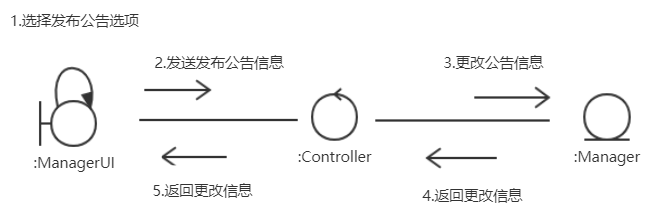 1.选择发布公告选项
2.发送发布公告信息
3.更改公告信息
:ManagerUI
:Controller
:Manager
5.返回更改信息
4.返回更改信息